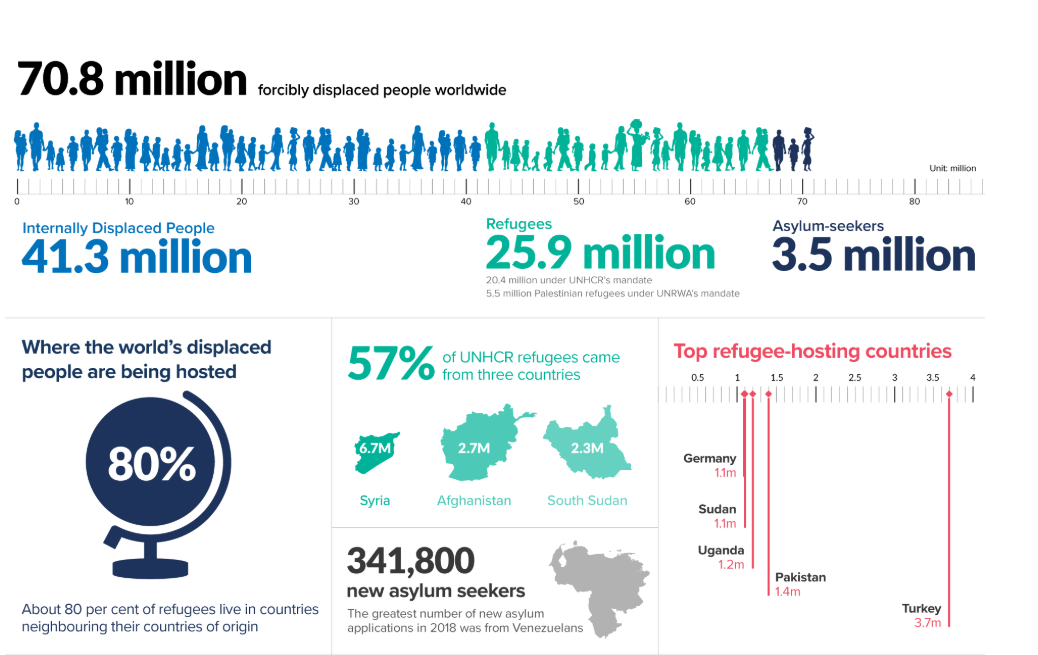 70.8 million forcibly displaced people worldwide
Unit: million
0 10 20 30 40 50 60 70 80
Internally Displaced People
41.3 million
Refugees
25.9 million
20.4 million under UNHCR's mandate
5.5 million Palestinian refugees under UNRWA's mandate
Asylum-seekers
3.5 million
Where the world's displaced
people are being hosted
80%
About 80 per cent of refugees live in countries
neighbouring their countries of origin
57% of UNHCR refugees came
from three countries
6.7M 2.7M 2.3M
Syria Afghanistan South Sudan
341,800
new asylum seekers
The greatest number of new asylum
applications in 2018 was from Venezuelans
Top refugee-hosting countries
0.5 1 1.5 2 2.5 3 3.5 4
Germany
1.1m
Sudan
1.1m
Uganda
1.2m
Pakistan
1.4m
Turkey
3.7m